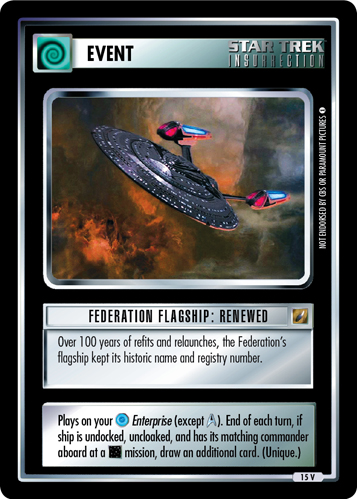 EVENT
STAR TREK
INSURRECTION
NOT ENDORSED BY CBS OR PARAMOUNT PICTURES
FEDERATION FLAGSHIP: RENEWED
Over 100 years of refits and relaunches, the Federation's
flagship kept its historic name and registry number.
Plays on your Enterprise (except ). End of each turn, if
ship is undocked, uncloaked, and has its matching commander
aboard at a mission, draw an additional card. (Unique.)
15 V